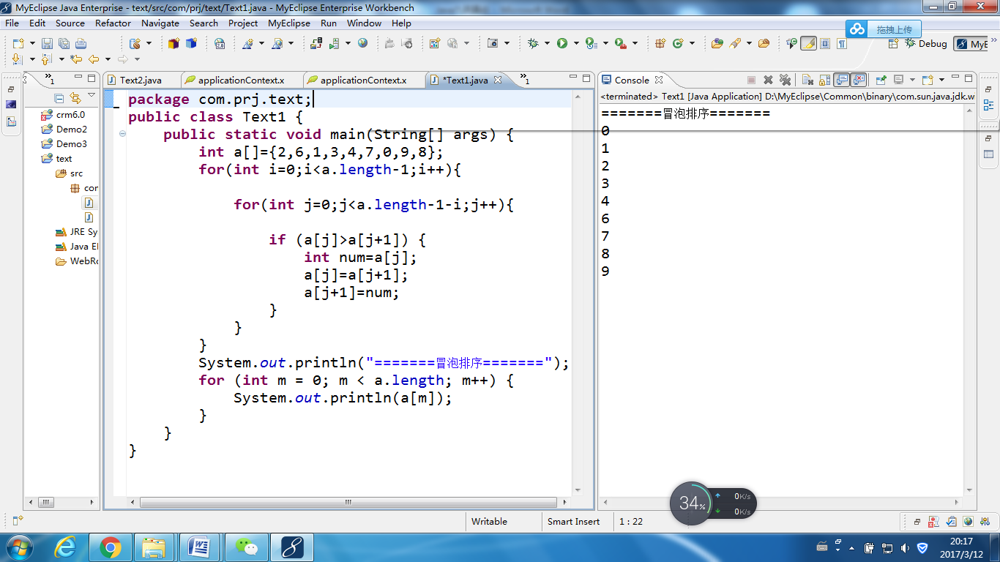 MyEclipse Java Enterprise - text/src/com/prj/text/Text1.java - MyEclipse Enterprise Workbench
File Edit Source Refactor Navigate Search Project MyEclipse Run Window Help
拖拽上传
Debug
MyE
Text2.java applicationContext.x applicationContext.x *Text1.java
Console
<terminated> Text1 [Java Application] D:\MyEclipse\Common\binary\com.sun.java.jdk.w
crm6.0
Demo2
Demo3
text
src
cor
JRE Sy
Java E
WebRo
package com.prj.text;
public class Text1 {
public static void main(String[] args) {
int a[]={2,6,1,3,4,7,0,9,8};
for(int i=0;i<a.length-1;i++){
for(int j=0;j<a.length-1-i;j++){
if (a[j]>a[j+1]) {
int num=a[j];
a[j]=a[j+1];
a[j+1]=num;
}
}
}
System.out.println("=======冒泡排序=======");
for (int m = 0; m < a.length; m++) {
System.out.println(a[m]);
}
}
}
=======冒泡排序=======
0
1
2
3
4
6
7
8
9
34%
0K/s
0K/s
Writable Smart Insert 1 : 22
20:17
2017/3/12